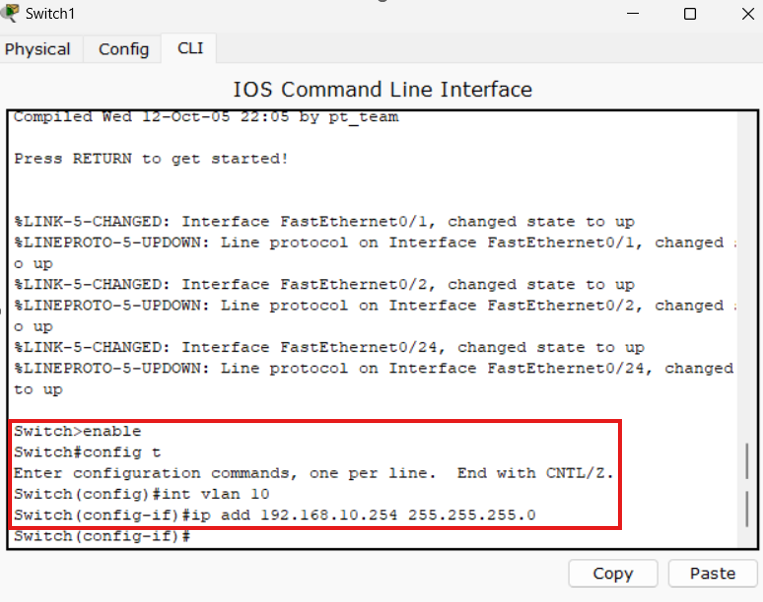 Switch1
Physical Config CLI
IOS Command Line Interface
Compiled Wed 12-Oct-05 22:05 by pt_team
Press RETURN to get started!
%LINK-5-CHANGED: Interface FastEthernet0/1, changed state to up
%LINEPROTO-5-UPDOWN: Line protocol on Interface FastEthernet0/1, changed
o up
%LINK-5-CHANGED: Interface FastEthernet0/2, changed state to up
%LINEPROTO-5-UPDOWN: Line protocol on Interface FastEthernet0/2, changed
o up
%LINK-5-CHANGED: Interface FastEthernet0/24, changed state to up
%LINEPROTO-5-UPDOWN: Line protocol on Interface FastEthernet0/24, changed
to up
Switch>enable
Switch#config t
Enter configuration commands, one per line.  End with CNTL/Z.
Switch(config)#int vlan 10
Switch(config-if)#ip add 192.168.10.254 255.255.255.0
Switch(config-if)#
Copy Paste